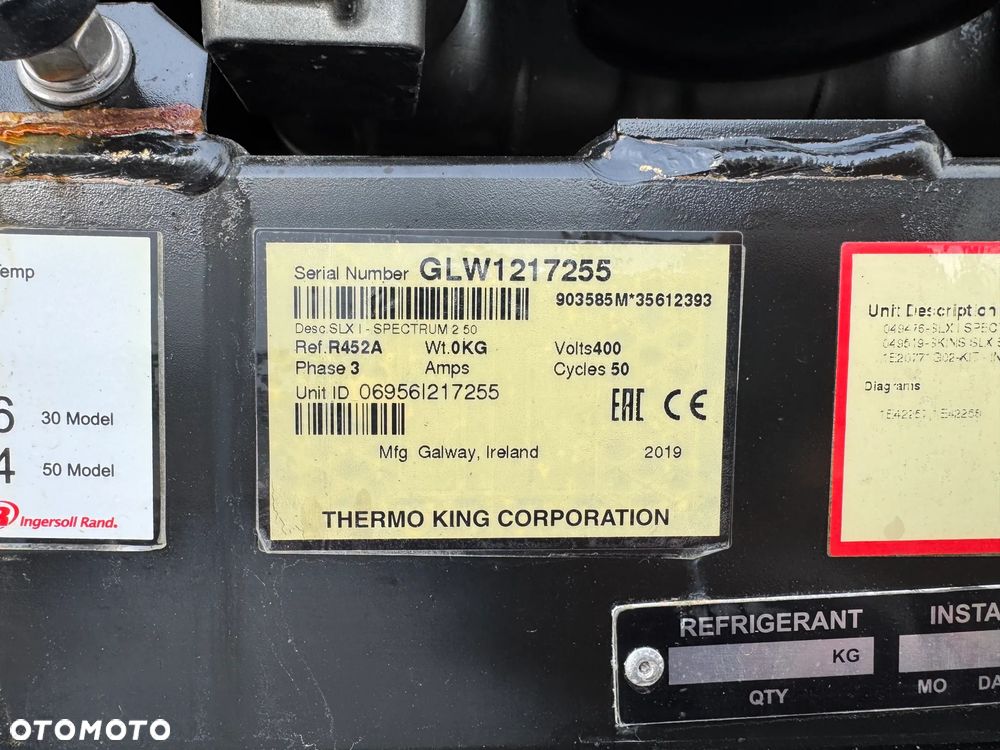 Temp
6 30 Model
4 50 Model
R Ingersoll Rand.
Serial Number GLW1217255
903585M*35612393
Desc.SLX I - SPECTRUM 2 50
Ref.R452A Wt.0KG Volts400
Phase 3 Amps Cycles 50
Unit ID 06956I217255
EAC CE
Mfg Galway, Ireland 2019
THERMO KING CORPORATION
Unit Description
Diagrams
REFRIGERANT INSTA
KG
QTY MO DA
OTOMOTO